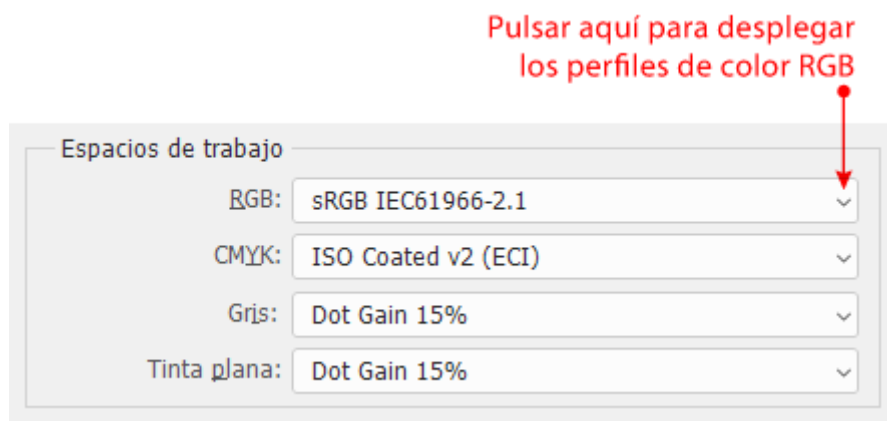 Pulsar aquí para desplegar
los perfiles de color RGB
Espacios de trabajo
RGB: sRGB IEC61966-2.1
CMYK: ISO Coated v2 (ECI)
Gris: Dot Gain 15%
Tinta plana: Dot Gain 15%